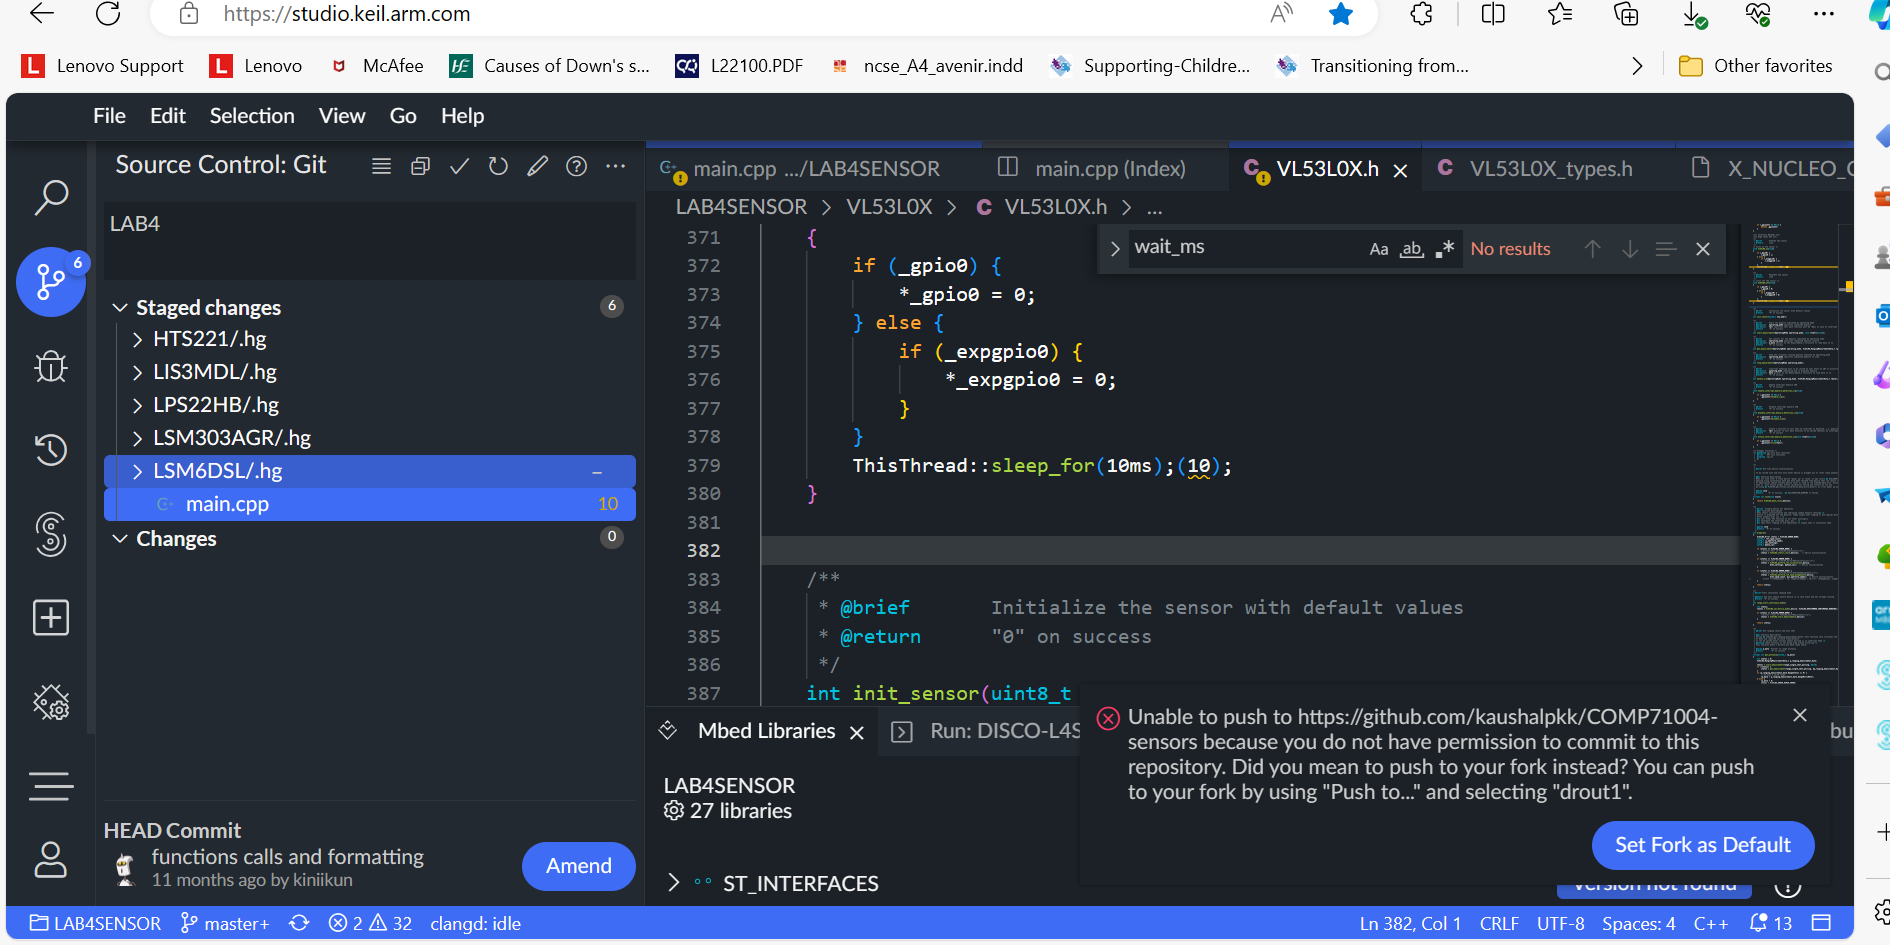 https://studio.keil.arm.com
Lenovo Support
Lenovo
McAfee
Causes of Down's s...
L22100.PDF
ncse_A4_avenir.indd
Supporting-Childre...
Transitioning from...
Other favorites
File Edit Selection View Go Help
Source Control: Git
LAB4
6
Staged changes 6
HTS221/.hg
LIS3MDL/.hg
LPS22HB/.hg
LSM303AGR/.hg
LSM6DSL/.hg
main.cpp 10
Changes 0
HEAD Commit
functions calls and formatting
11 months ago by kiniikun
Amend
main.cpp .../LAB4SENSOR
main.cpp (Index)
VL53L0X.h
VL53L0X_types.h
X_NUCLEO_
LAB4SENSOR > VL53L0X > C VL53L0X.h > ...
wait_ms Aa ab .* No results
371 {
372 if (_gpio0) {
373 *_gpio0 = 0;
374 } else {
375 if (_expgpio0) {
376 *_expgpio0 = 0;
377 }
378 }
379 ThisThread::sleep_for(10ms);(10);
380 }
381
382
383 /**
384 * @brief Initialize the sensor with default values
385 * @return "0" on success
386 */
387 int init_sensor(uint8_t
Mbed Libraries
Run: DISCO-L4S
bu
LAB4SENSOR
27 libraries
ST_INTERFACES
Unable to push to https://github.com/kaushalpkk/COMP71004-
sensors because you do not have permission to commit to this
repository. Did you mean to push to your fork instead? You can push
to your fork by using "Push to..." and selecting "drout1".
Set Fork as Default
version not found
LAB4SENSOR master+ 2 32 clangd: idle
Ln 382, Col 1 CRLF UTF-8 Spaces: 4 C++ 13